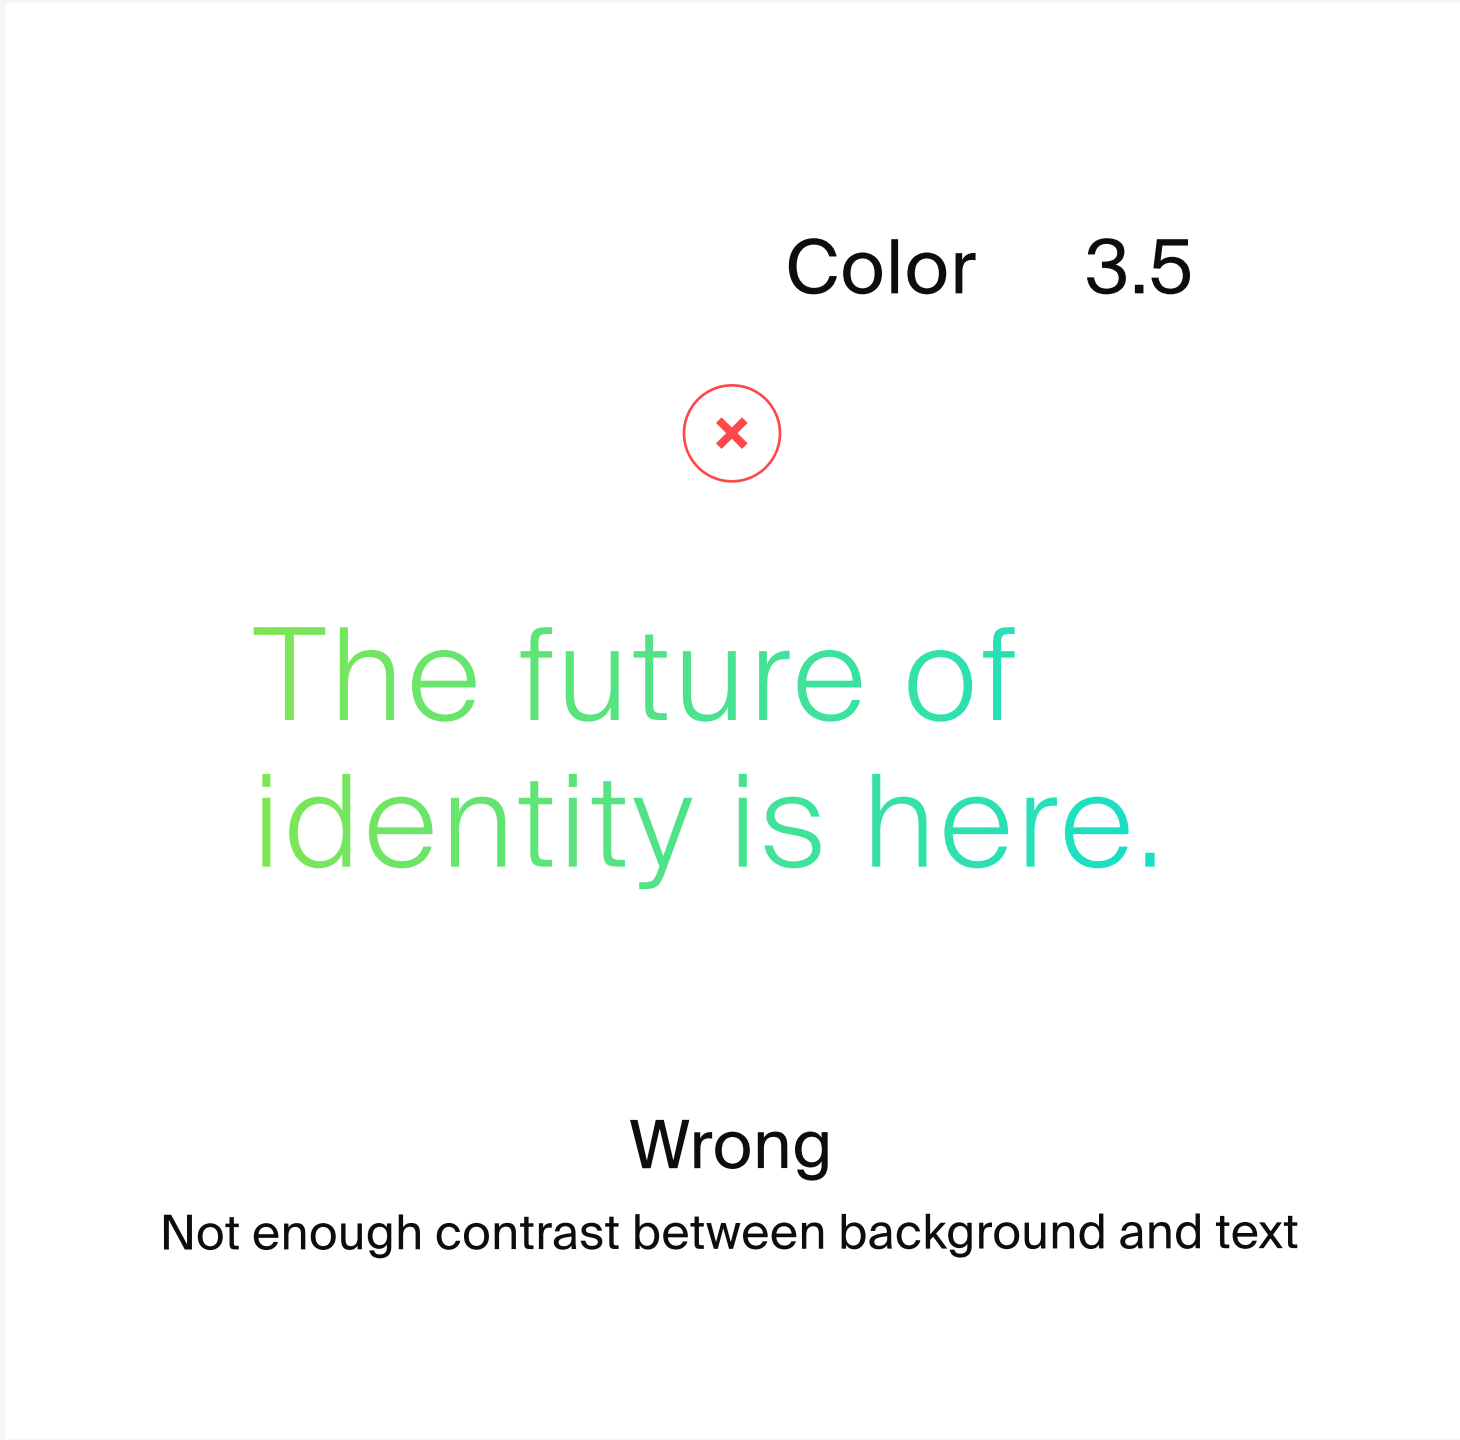 Color 3.5
The future of
identity is here.
Wrong
Not enough contrast between background and text